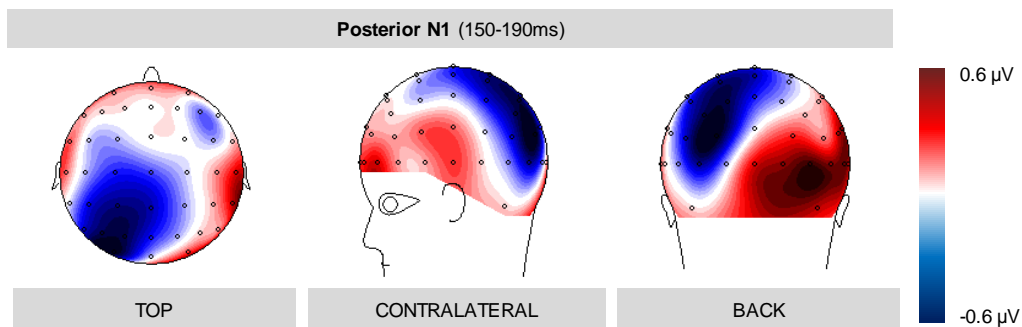 Posterior N1 (150-190ms)
0.6 µV
-0.6 µV
TOP
CONTRALATERAL
BACK